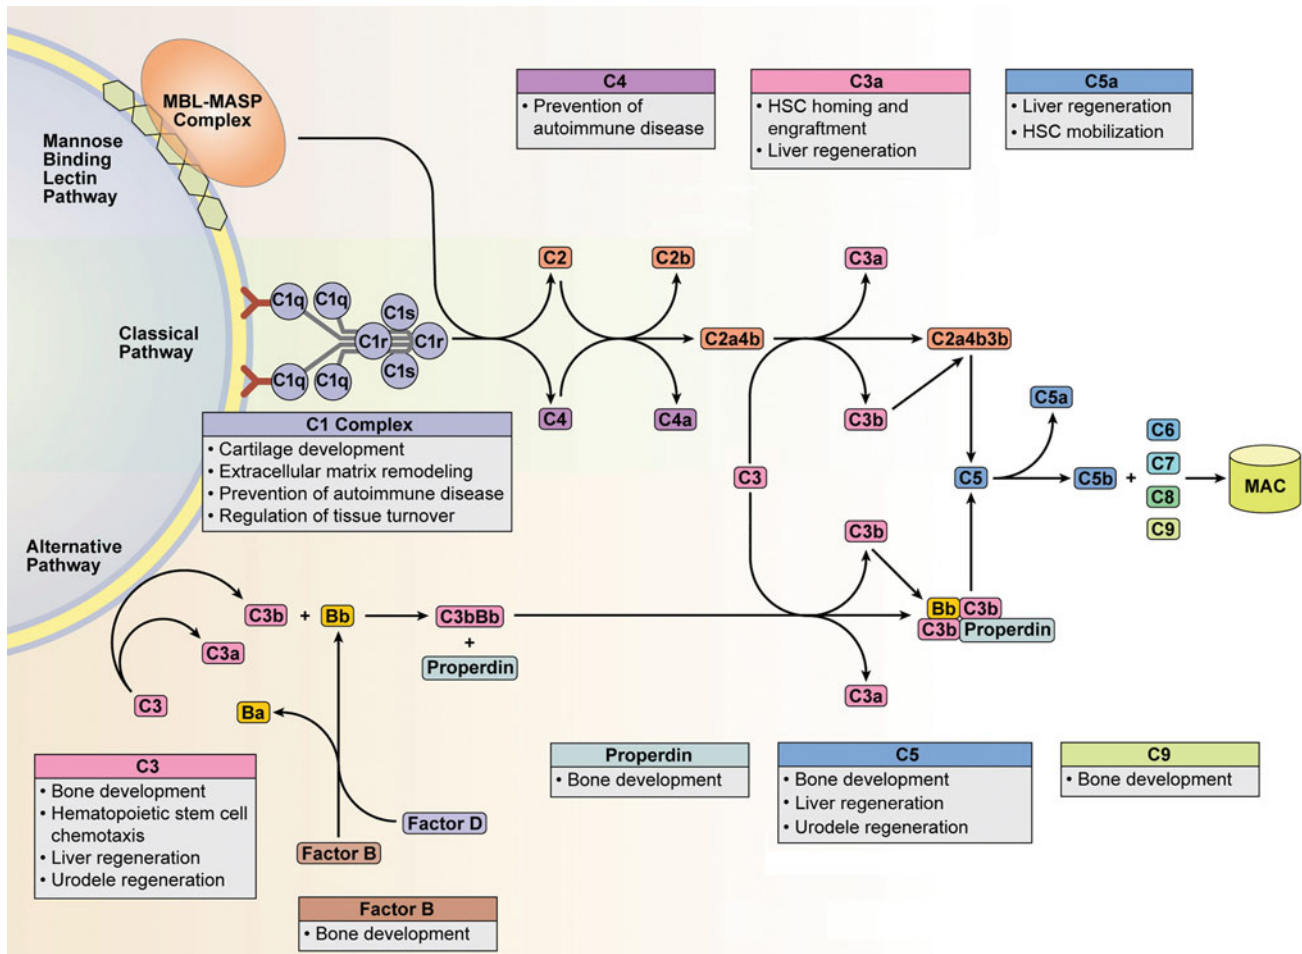 MBL-MASP
Complex
Mannose
Binding
Lectin
Pathway
C4
• Prevention of
autoimmune disease
C3a
• HSC homing and
engraftment
• Liver regeneration
C5a
• Liver regeneration
• HSC mobilization
Classical
Pathway
C1q
C1q
C1s
C1r
C1r
C1s
C1q
C1q
C2
C2b
C2a4b
C4
C4a
C3a
C2a4b3b
C3b
C3
C5a
C5
C5b
+
C6
C7
C8
C9
MAC
C1 Complex
• Cartilage development
• Extracellular matrix remodeling
• Prevention of autoimmune disease
• Regulation of tissue turnover
Alternative
Pathway
C3b
+
Bb
C3bBb
+
Properdin
C3a
C3
Ba
C3b
Bb
C3b
C3b
Properdin
C3a
Factor D
Factor B
C3
• Bone development
• Hematopoietic stem cell
chemotaxis
• Liver regeneration
• Urodele regeneration
Factor B
• Bone development
Properdin
• Bone development
C5
• Bone development
• Liver regeneration
• Urodele regeneration
C9
• Bone development